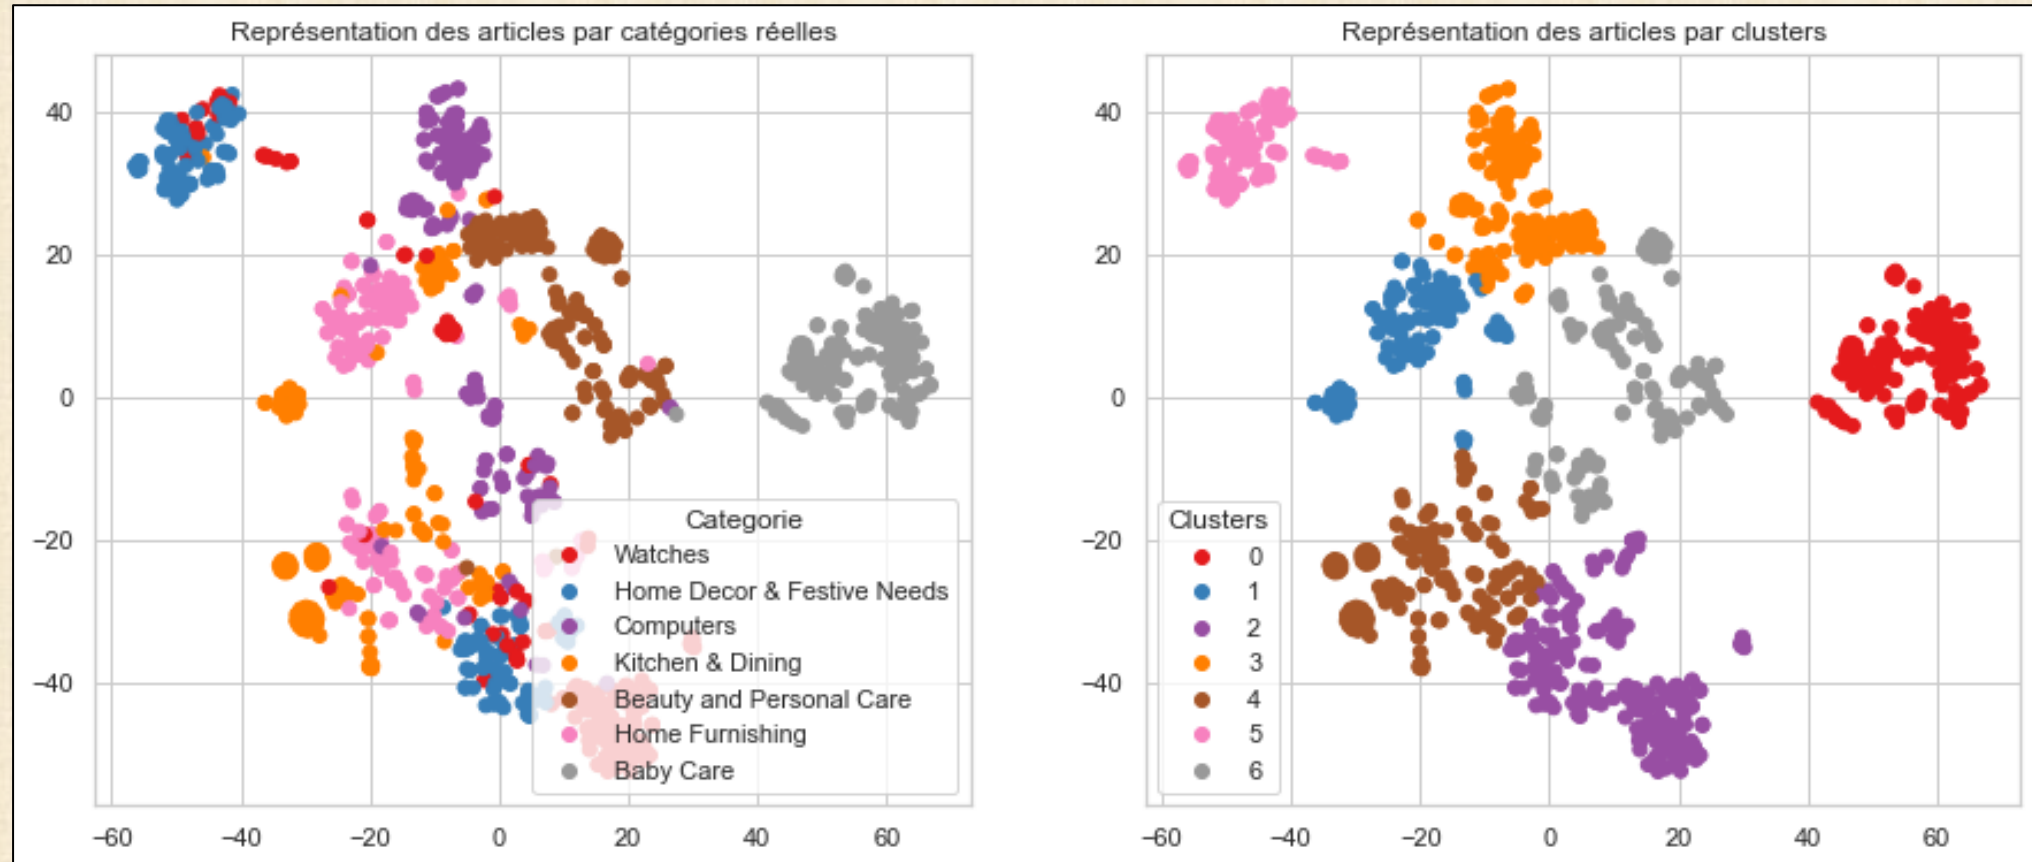 Représentation des articles par catégories réelles
40
20
0
−20
−40
−60
−40
−20
0
20
40
60
Categorie
Watches
Home Decor & Festive Needs
Computers
Kitchen & Dining
Beauty and Personal Care
Home Furnishing
Baby Care
Représentation des articles par clusters
40
20
0
−20
−40
−60
−40
−20
0
20
40
60
Clusters
0
1
2
3
4
5
6